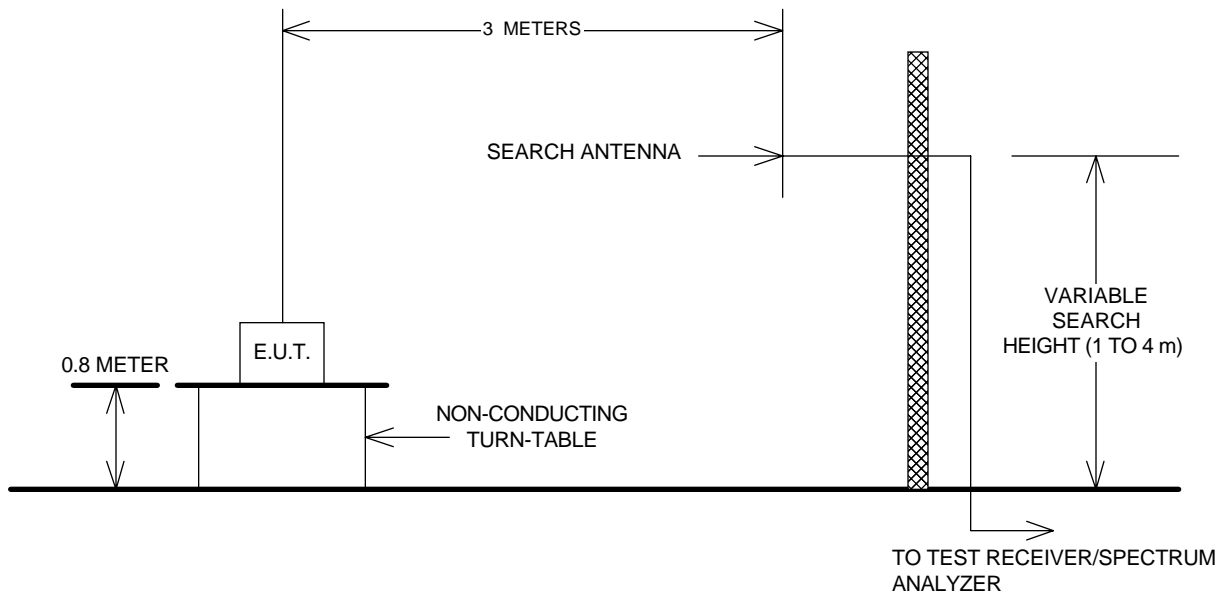 3 METERS
SEARCH ANTENNA
E.U.T.
0.8 METER
NON-CONDUCTING
TURN-TABLE
VARIABLE
SEARCH
HEIGHT (1 TO 4 m)
TO TEST RECEIVER/SPECTRUM
ANALYZER